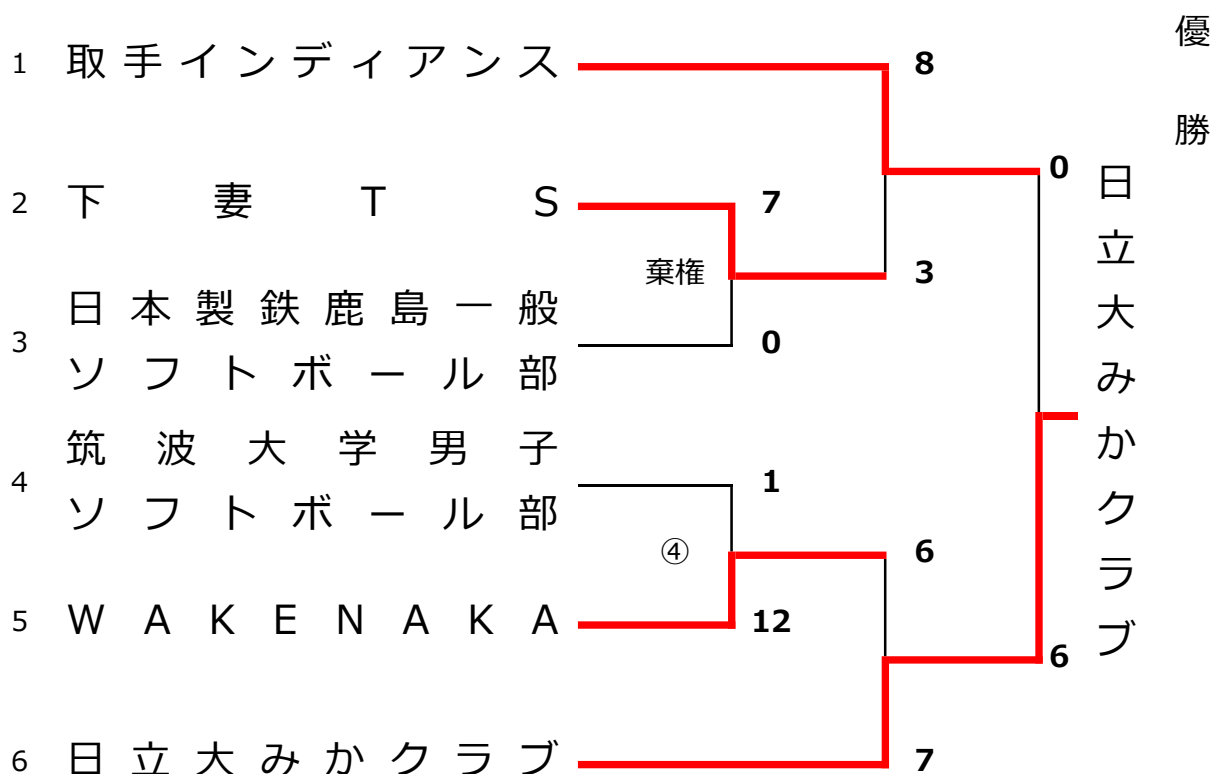 優勝
1 取手インディアンス 8
0
日立大みかクラブ
2 下妻TS 7
棄権
3
3 日本製鉄鹿島一般
ソフトボール部 0
4 筑波大学男子
ソフトボール部 1
④
6
5 WAKENAKA 12
6
6 日立大みかクラブ 7